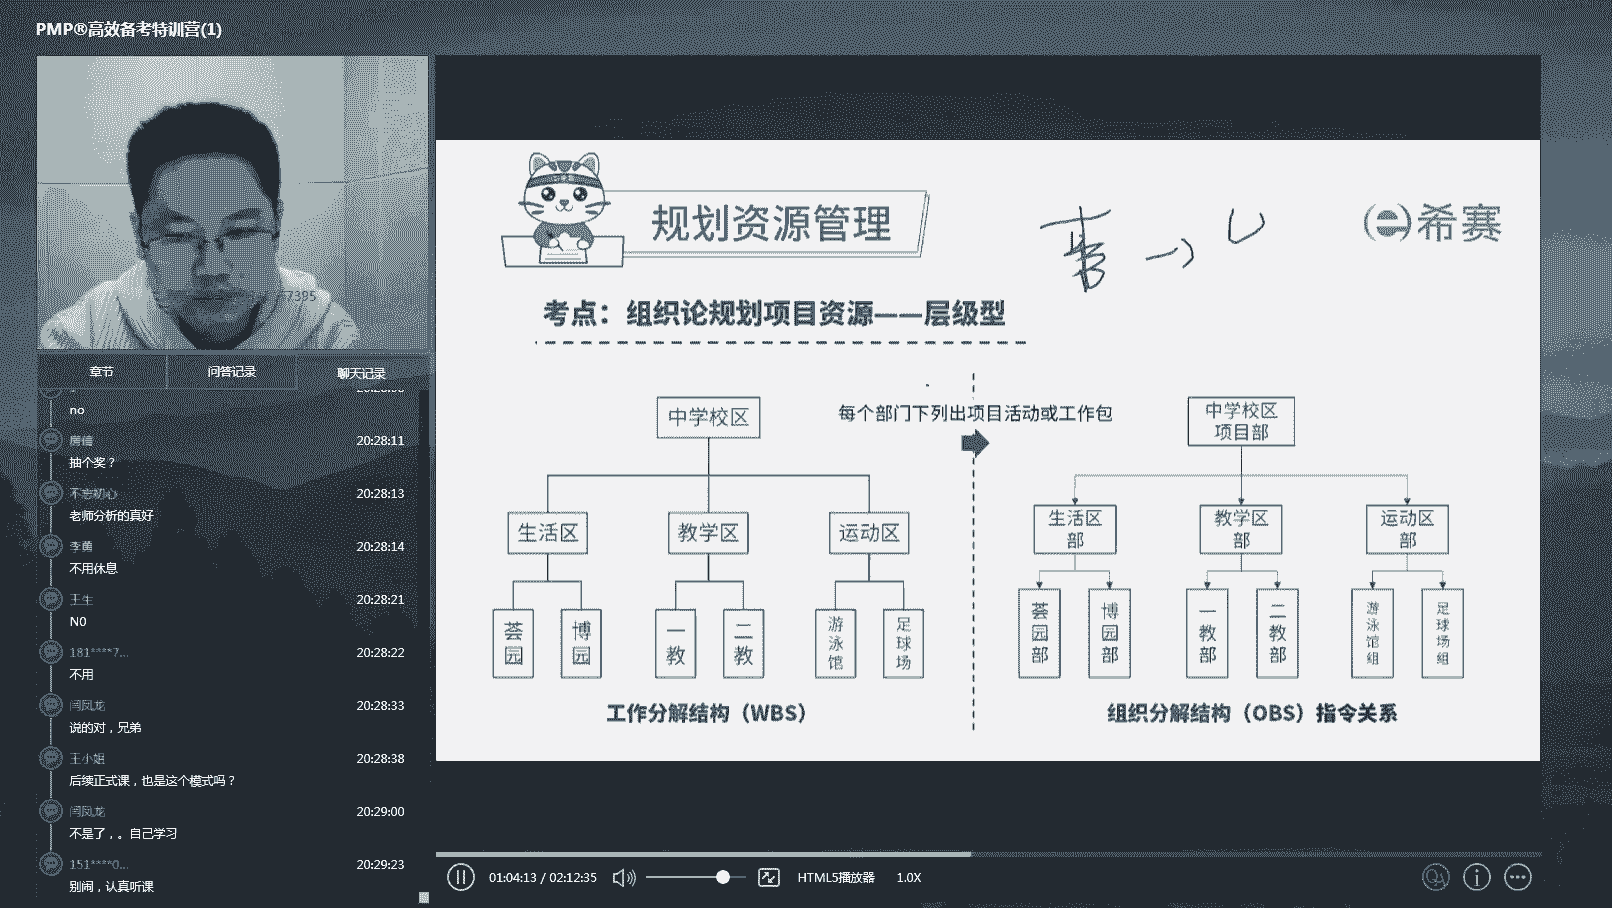 PMP®高效备考特训营(1)
7395
章节
问答记录
聊天记录
no
房信
20:28:11
抽个奖？
不忘初心
20:28:13
老师分析的真好
20:28:14
不用休息
王生
20:28:21
N0
181****7...
20:28:22
不用
闫凤龙
20:28:33
说的对，兄弟
王小姐
20:28:38
后续正式课，也是这个模式吗？
闫凤龙
20:29:00
不是了，。自己学习
151****0...
20:29:23
别闹，认真听课
规划资源管理
希赛
考点：组织论规划项目资源——层级型
每个部门下列出项目活动或工作包
中学校区
生活区
教学区
运动区
荟园
博园
一教
二教
游泳馆
足球场
工作分解结构（WBS）
中学校区
项目部
生活区
部
教学区
部
运动区
部
荟园部
博园部
一教部
二教部
游泳馆组
足球场组
组织分解结构（OBS）指令关系
01:04:13 / 02:12:35
HTML5播放器
1.0X